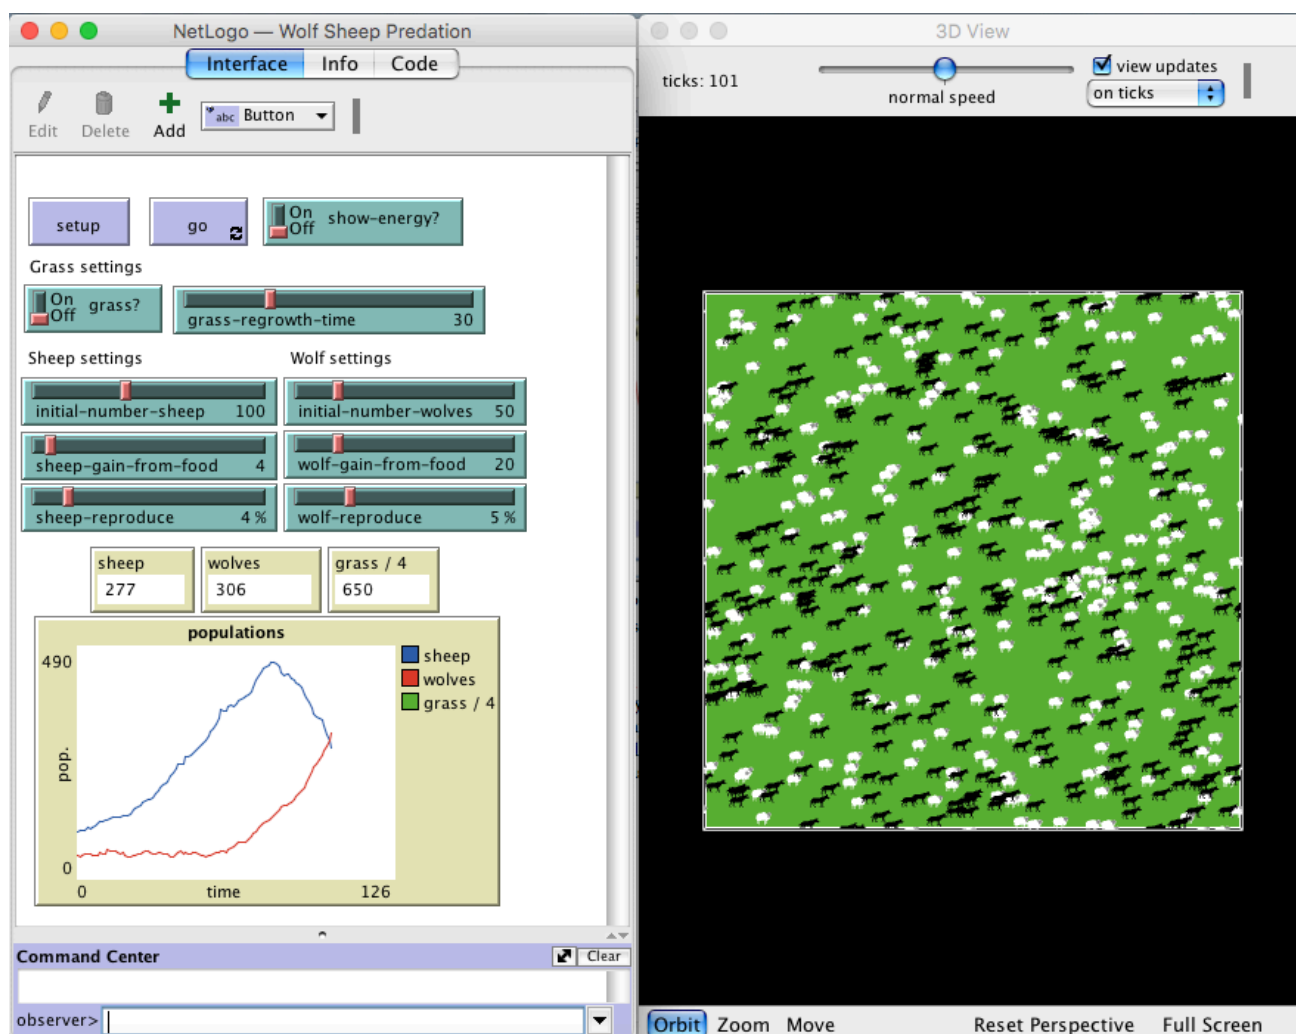 NetLogo — Wolf Sheep Predation
Interface Info Code
Edit Delete Add abc Button
setup
go
On
Off
show-energy?
Grass settings
On
Off
grass?
grass-regrowth-time 30
Sheep settings
Wolf settings
initial-number-sheep 100
initial-number-wolves 50
sheep-gain-from-food 4
wolf-gain-from-food 20
sheep-reproduce 4 %
wolf-reproduce 5 %
sheep
277
wolves
306
grass / 4
650
populations
490
pop.
0
0 time 126
sheep
wolves
grass / 4
Command Center
Clear
observer>
3D View
ticks: 101
normal speed
view updates
on ticks
Orbit Zoom Move Reset Perspective Full Screen